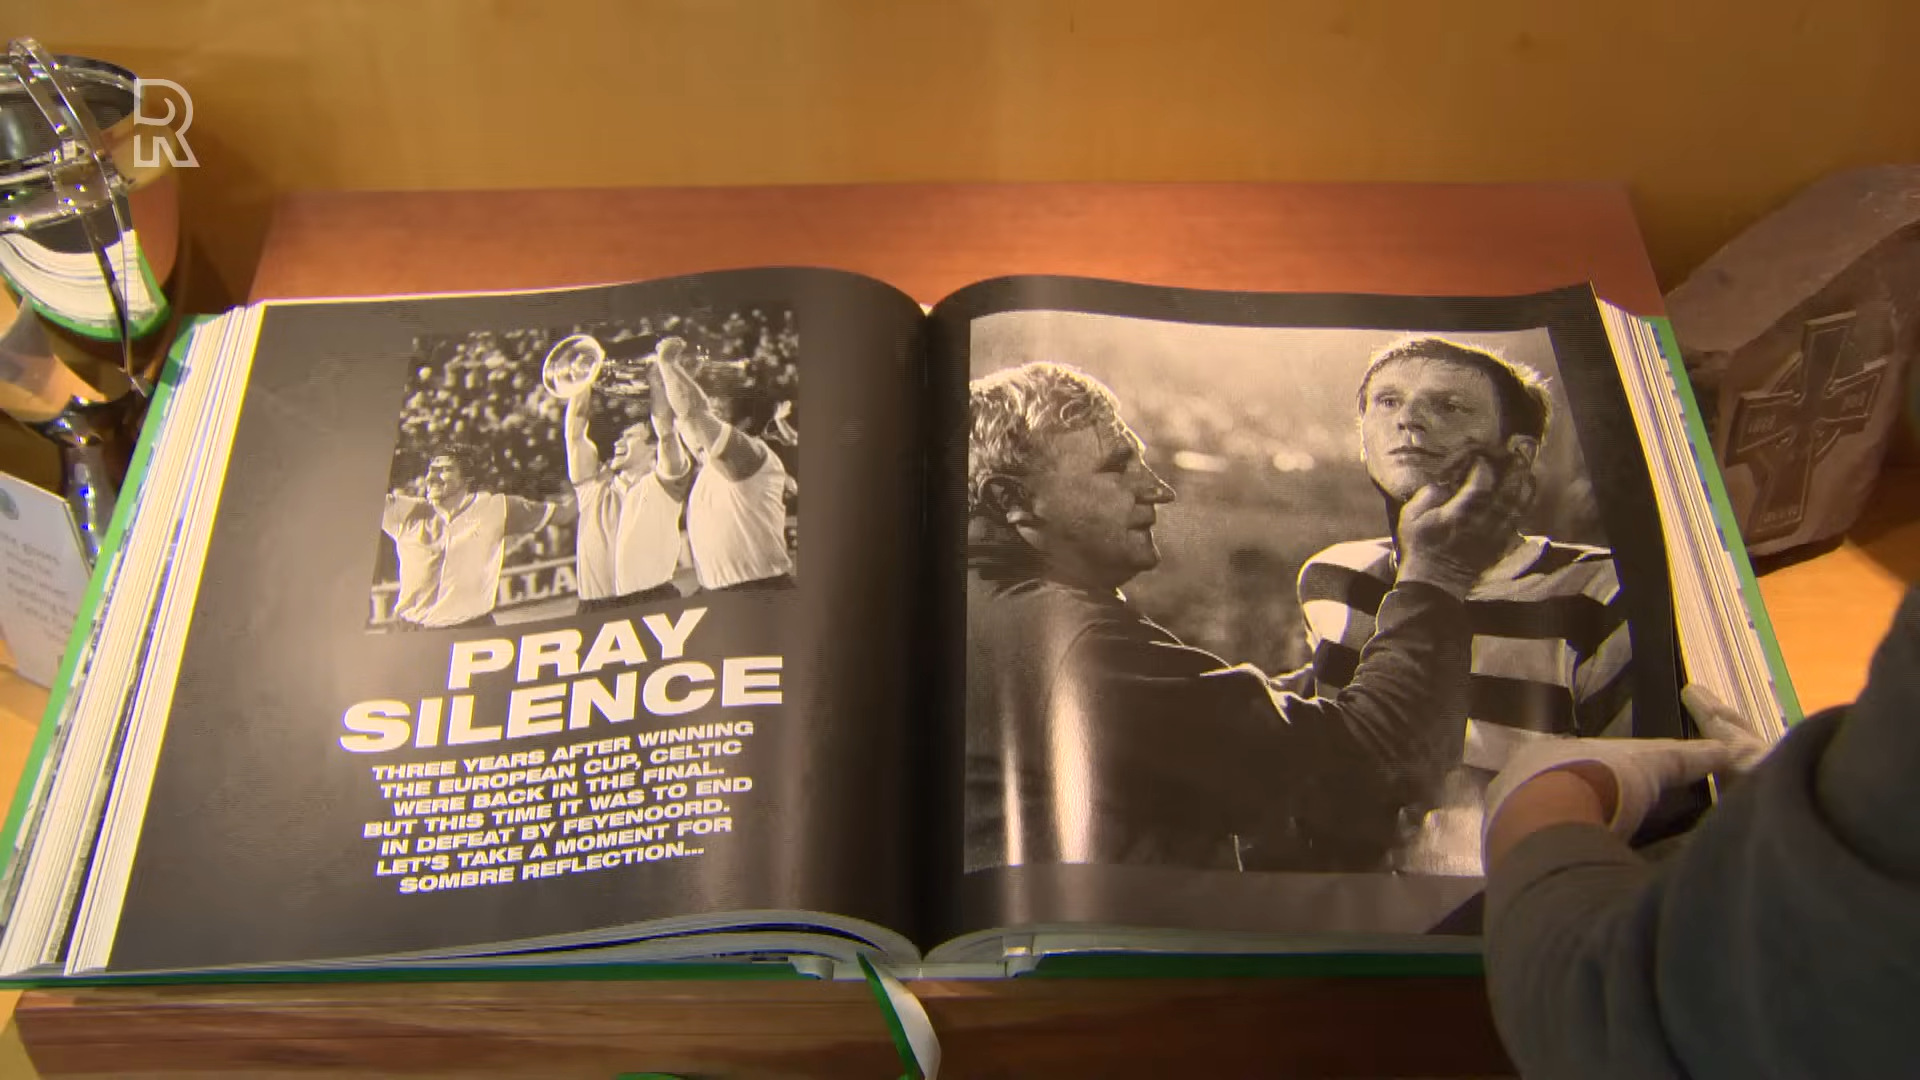 R
LLA
PRAY
SILENCE
THREE YEARS AFTER WINNING
THE EUROPEAN CUP, CELTIC
WERE BACK IN THE FINAL.
BUT THIS TIME IT WAS TO END
IN DEFEAT BY FEYENOORD.
LET'S TAKE A MOMENT FOR
SOMBRE REFLECTION...